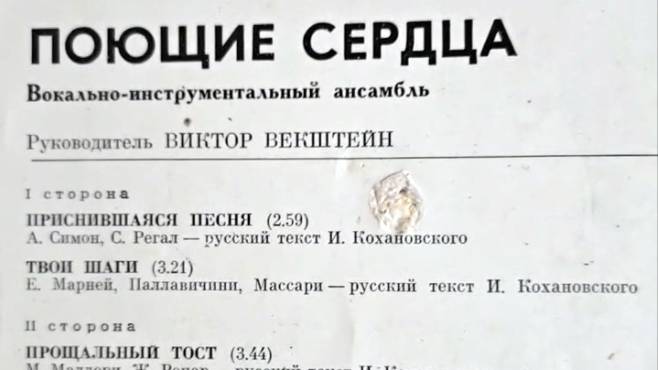 ПОЮЩИЕ СЕРДЦА
Вокально-инструментальный ансамбль
Руководитель ВИКТОР ВЕКШТЕЙН
I сторона
ПРИСНИВШАЯСЯ ПЕСНЯ (2.59)
А. Симон, С. Регал — русский текст И. Кохановского
ТВОИ ШАГИ (3.21)
Е. Марней, Паллавичини, Массари — русский текст И. Кохановского
II сторона
ПРОЩАЛЬНЫЙ ТОСТ (3.44)